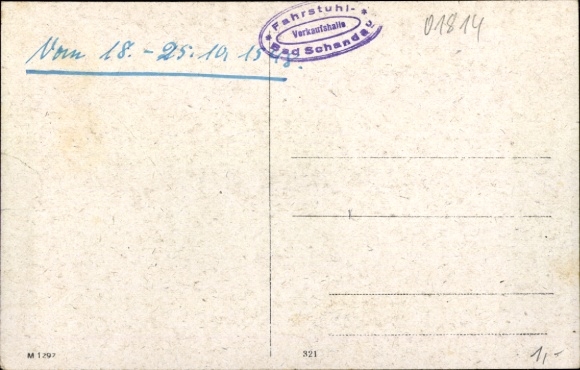 Fahrstuhl-
Verkaufshalle
Bad Schandau
01814
Vom 18. - 25.10.
M 1297
321
1,-